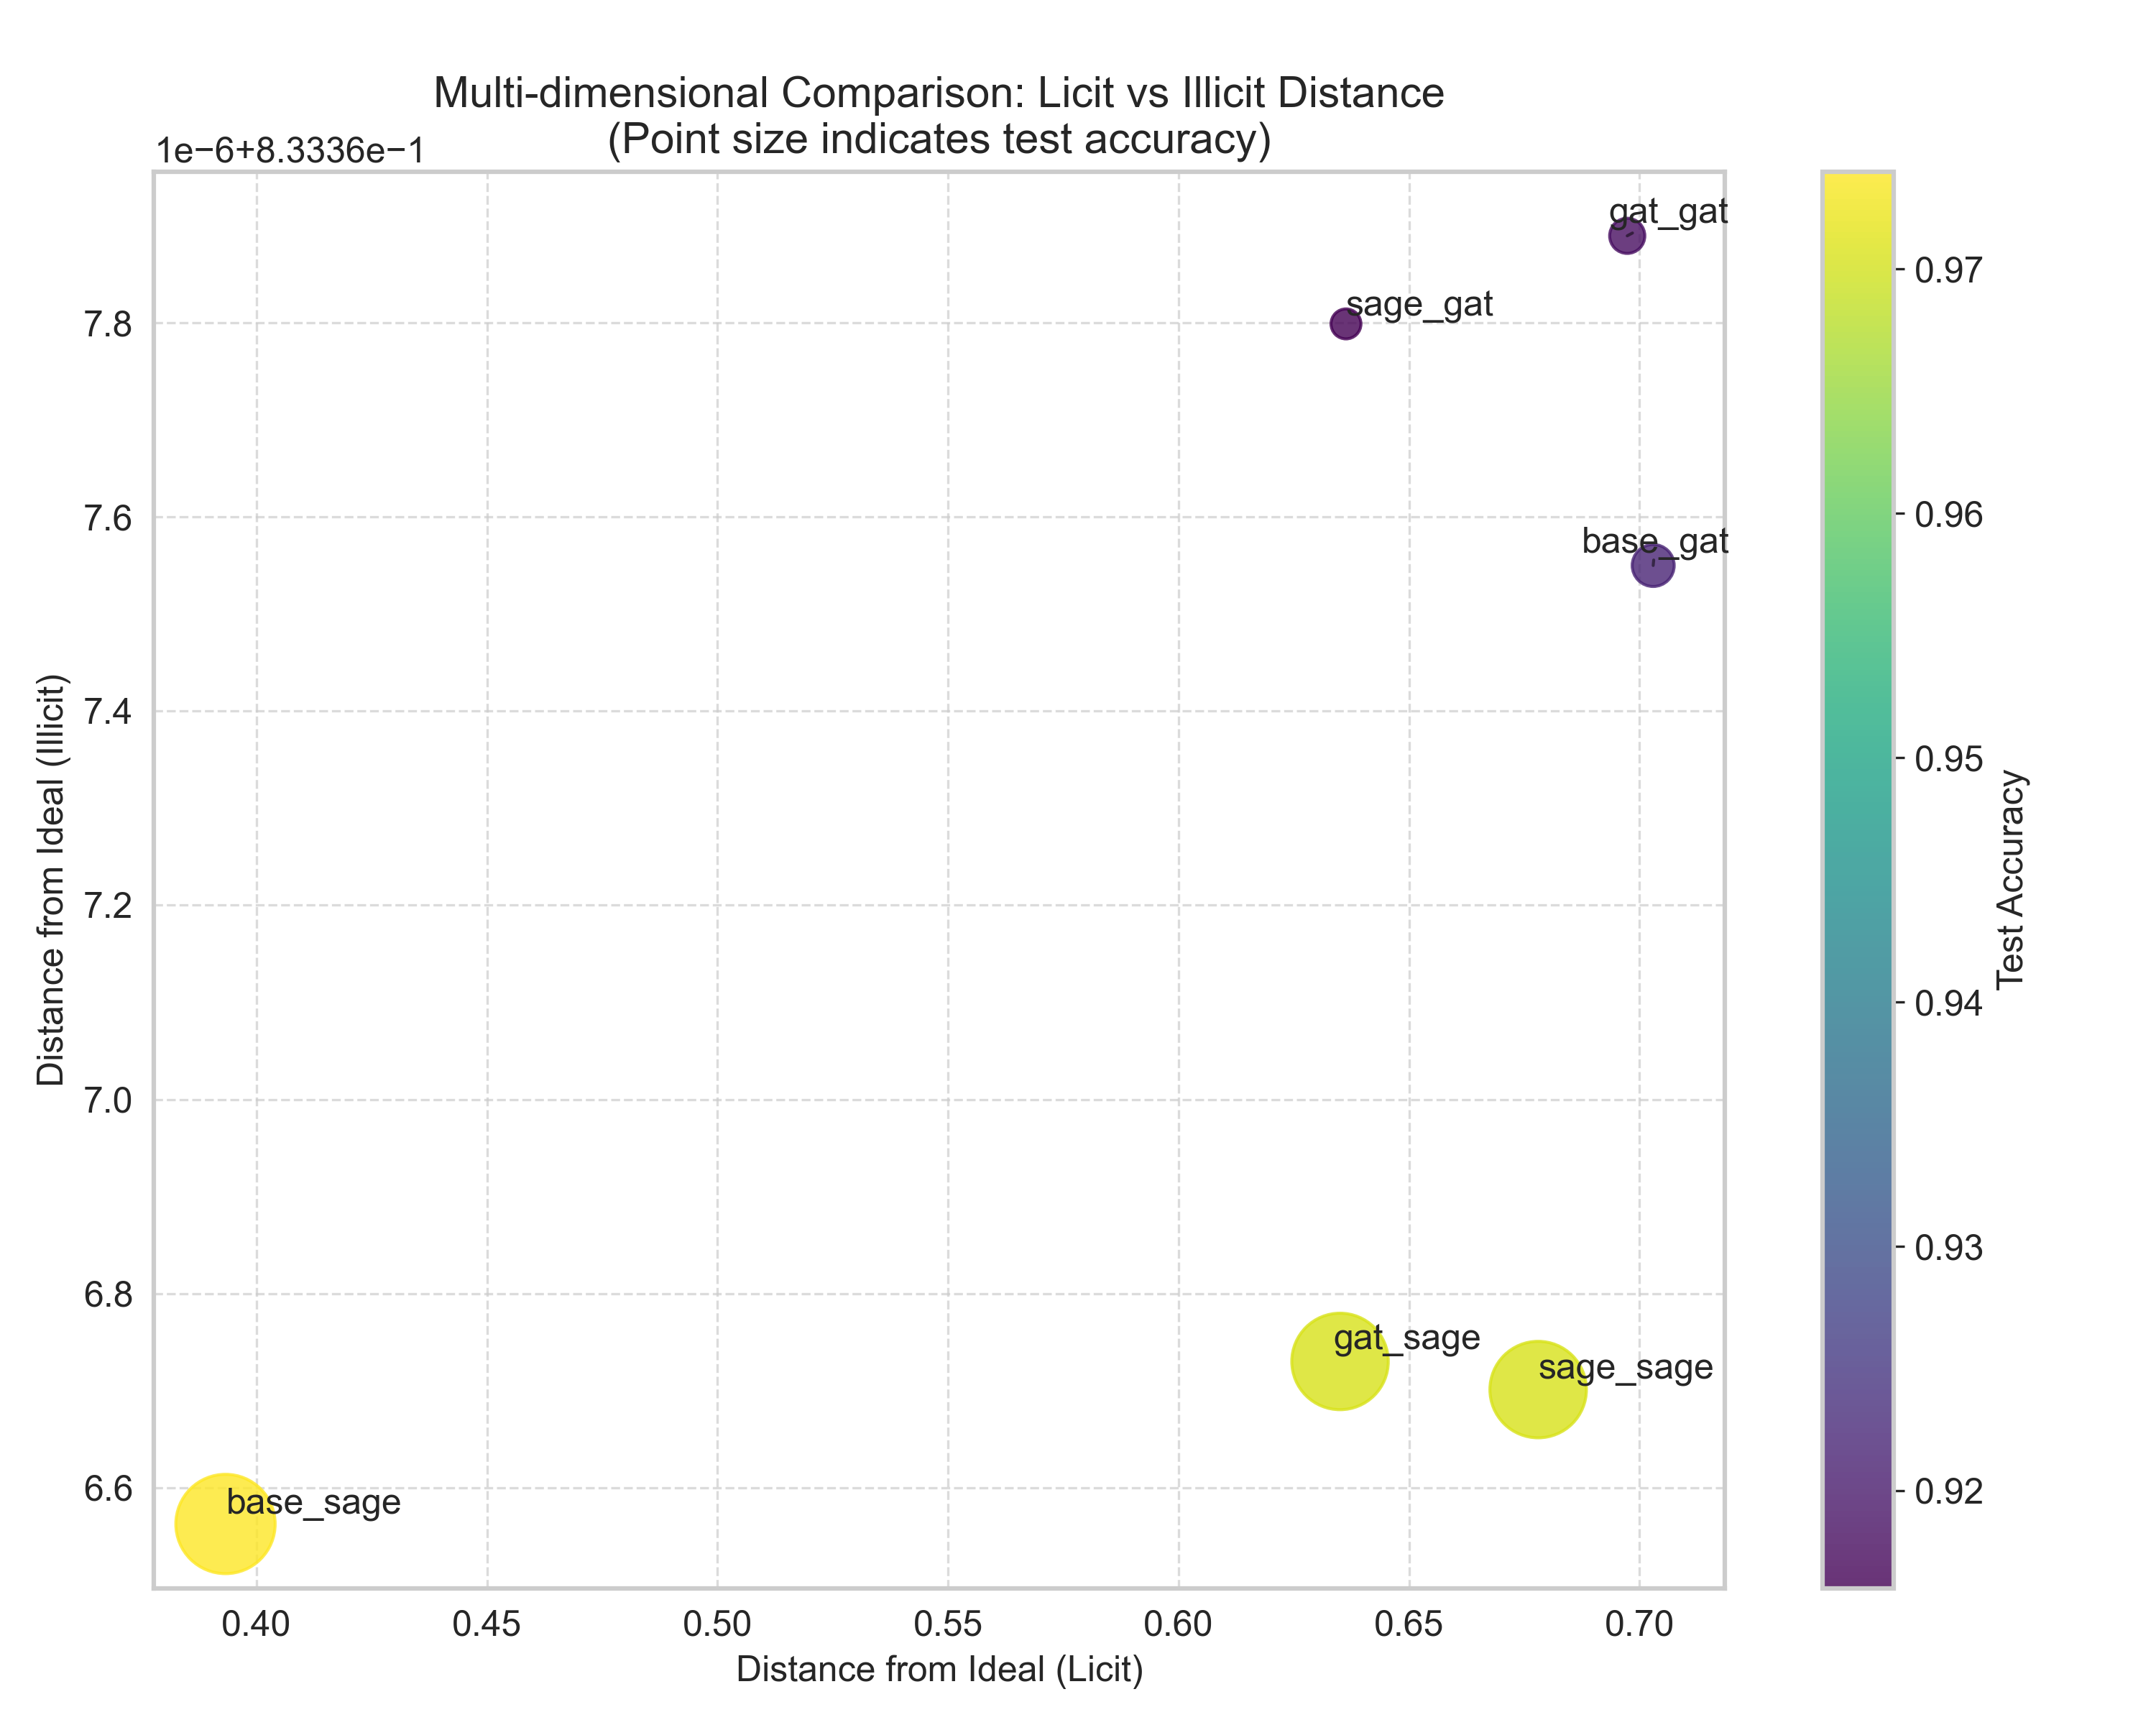 Multi-dimensional Comparison: Licit vs Illicit Distance
(Point size indicates test accuracy)
1e−6+8.3336e−1
gat_gat
sage_gat
base_gat
gat_sage
sage_sage
base_sage
7.8
7.6
7.4
7.2
7.0
6.8
6.6
Distance from Ideal (Illicit)
0.40
0.45
0.50
0.55
0.60
0.65
0.70
Distance from Ideal (Licit)
0.97
0.96
0.95
0.94
0.93
0.92
Test Accuracy